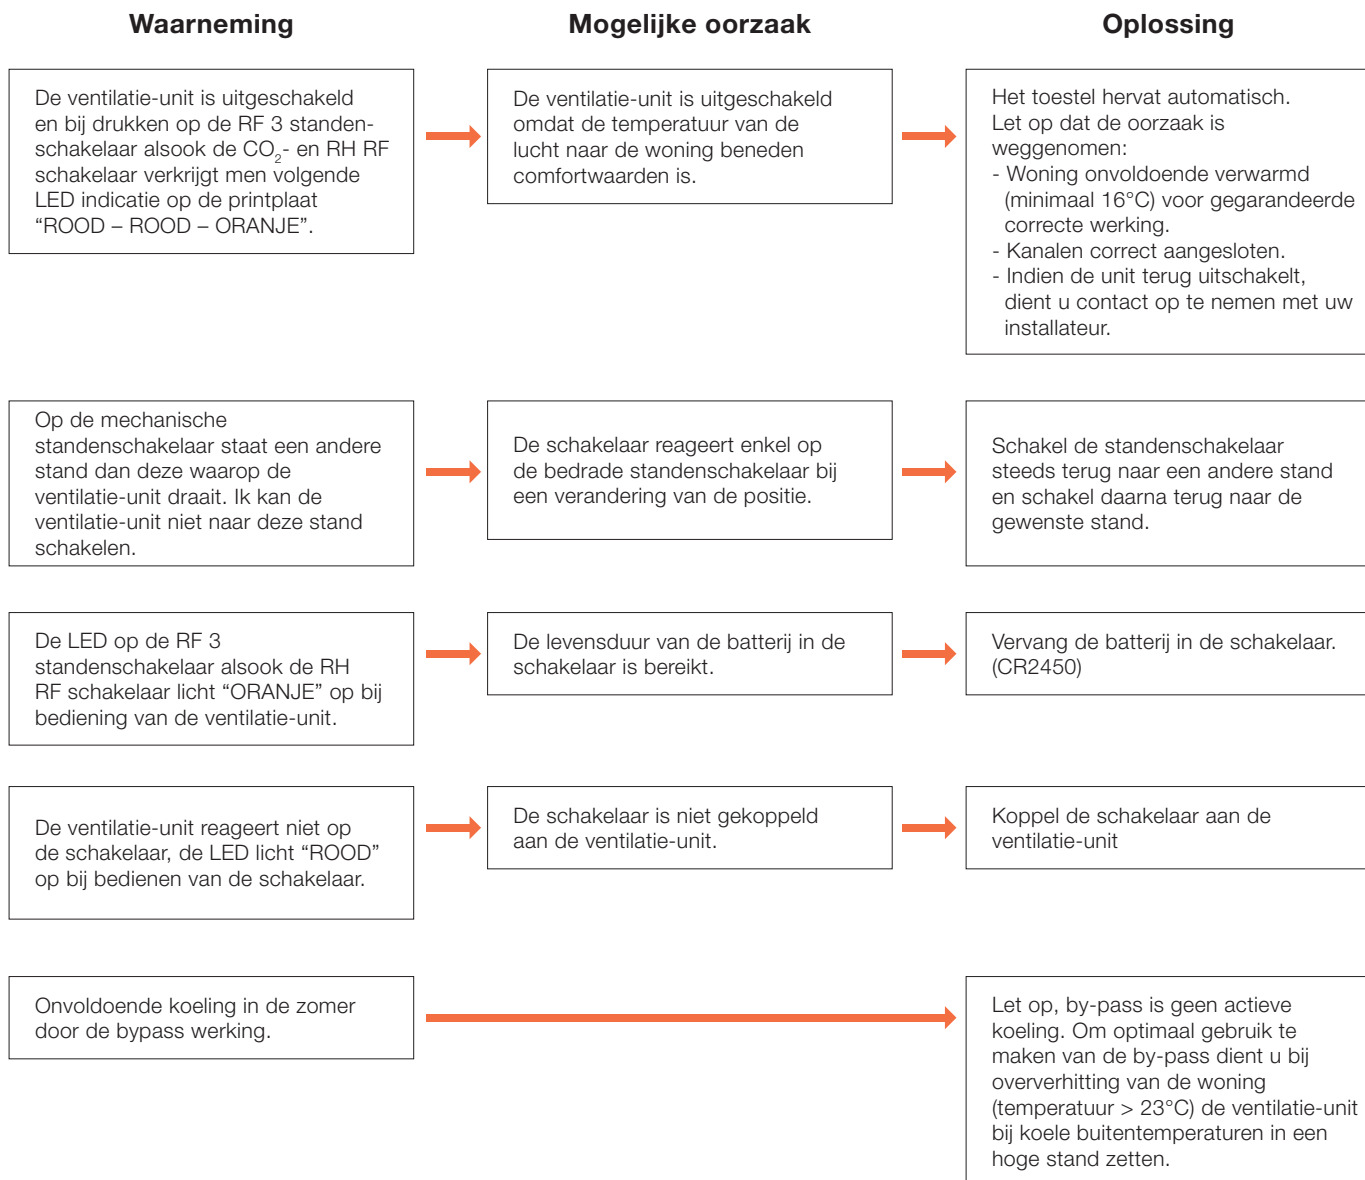 Waarneming
Mogelijke oorzaak
Oplossing
De ventilatie-unit is uitgeschakeld
en bij drukken op de RF 3 standen-
schakelaar alsook de CO₂- en RH RF
schakelaar verkrijgt men volgende
LED indicatie op de printplaat
“ROOD – ROOD – ORANJE”.
De ventilatie-unit is uitgeschakeld
omdat de temperatuur van de
lucht naar de woning beneden
comfortwaarden is.
Het toestel hervat automatisch.
Let op dat de oorzaak is
weggenomen:
- Woning onvoldoende verwarmd
(minimaal 16°C) voor gegarandeerde
correcte werking.
- Kanalen correct aangesloten.
- Indien de unit terug uitschakelt,
dient u contact op te nemen met uw
installateur.
Op de mechanische
standenschakelaar staat een andere
stand dan deze waarop de
ventilatie-unit draait. Ik kan de
ventilatie-unit niet naar deze stand
schakelen.
De schakelaar reageert enkel op
de bedrade standenschakelaar bij
een verandering van de positie.
Schakel de standenschakelaar
steeds terug naar een andere stand
en schakel daarna terug naar de
gewenste stand.
De LED op de RF 3
standenschakelaar alsook de RH
RF schakelaar licht “ORANJE” op bij
bediening van de ventilatie-unit.
De levensduur van de batterij in de
schakelaar is bereikt.
Vervang de batterij in de schakelaar.
(CR2450)
De ventilatie-unit reageert niet op
de schakelaar, de LED licht “ROOD”
op bij bedienen van de schakelaar.
De schakelaar is niet gekoppeld
aan de ventilatie-unit.
Koppel de schakelaar aan de
ventilatie-unit
Onvoldoende koeling in de zomer
door de bypass werking.
Let op, by-pass is geen actieve
koeling. Om optimaal gebruik te
maken van de by-pass dient u bij
oververhitting van de woning
(temperatuur > 23°C) de ventilatie-unit
bij koele buitentemperaturen in een
hoge stand zetten.